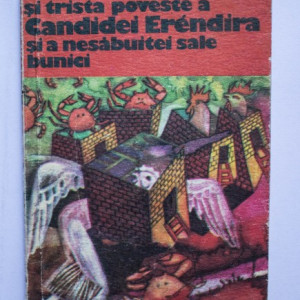 și trista poveste a
Candidei Eréndira
și a nesăbuitei sale
bunici